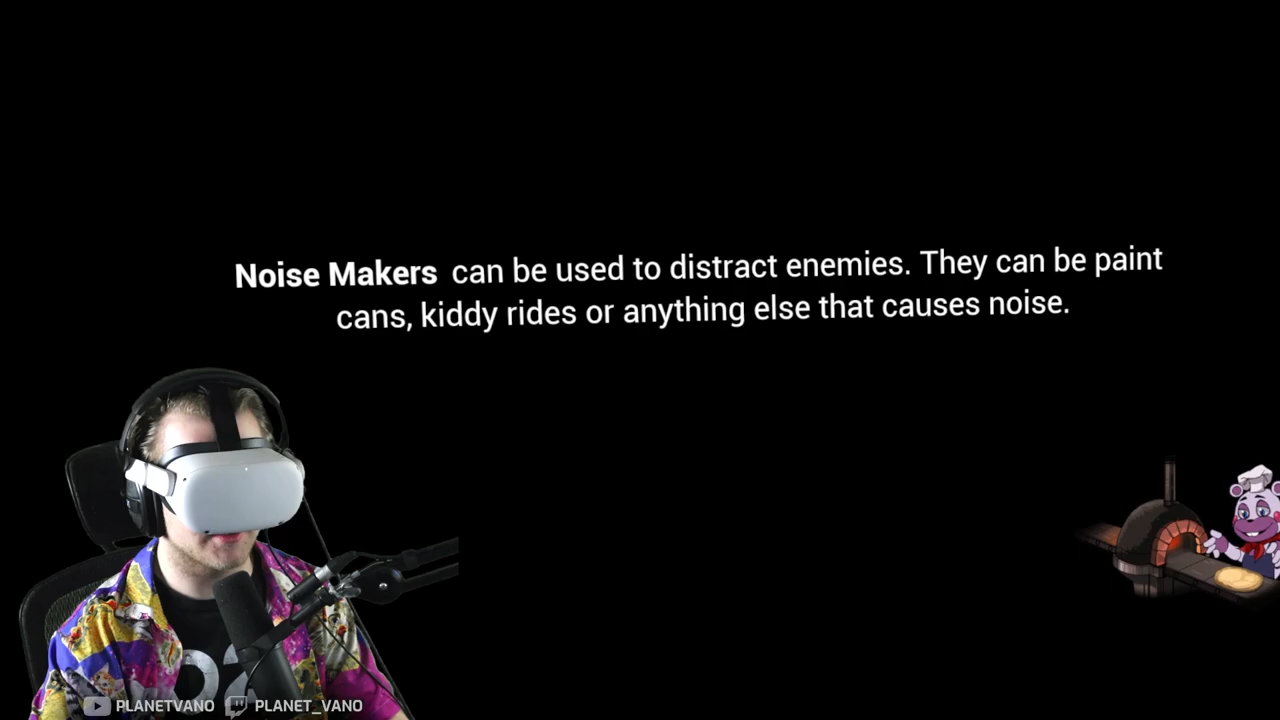 Noise Makers can be used to distract enemies. They can be paint
cans, kiddy rides or anything else that causes noise.
PLANETVANO PLANET_VANO